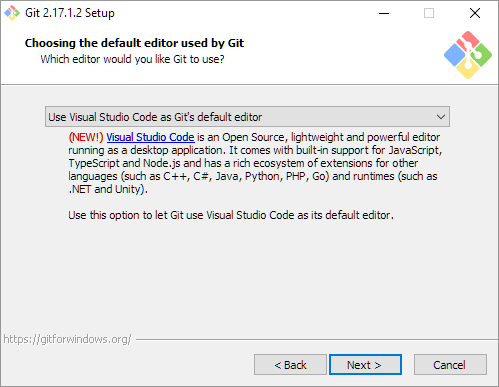 Git 2.17.1.2 Setup
Choosing the default editor used by Git
Which editor would you like Git to use?
Use Visual Studio Code as Git's default editor
(NEW!) Visual Studio Code is an Open Source, lightweight and powerful editor
running as a desktop application. It comes with built-in support for JavaScript,
TypeScript and Node.js and has a rich ecosystem of extensions for other
languages (such as C++, C#, Java, Python, PHP, Go) and runtimes (such as
.NET and Unity).
Use this option to let Git use Visual Studio Code as its default editor.
https://gitforwindows.org/
< Back
Next >
Cancel